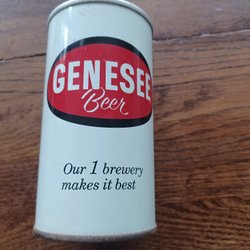 GENESEE
Beer
Our 1 brewery
makes it best